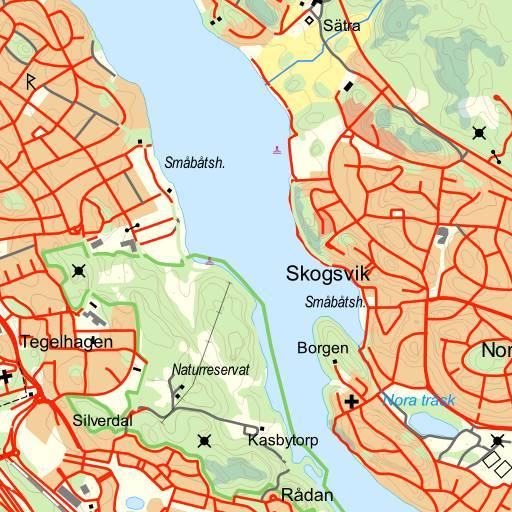 Sätra
R
Småbåtsh.
Skogsvik
Småbåtsh.
Tegelhagen
Borgen
Nor
Naturreservat
Nora träsk
Silverdal
Kasbytorp
Rådan